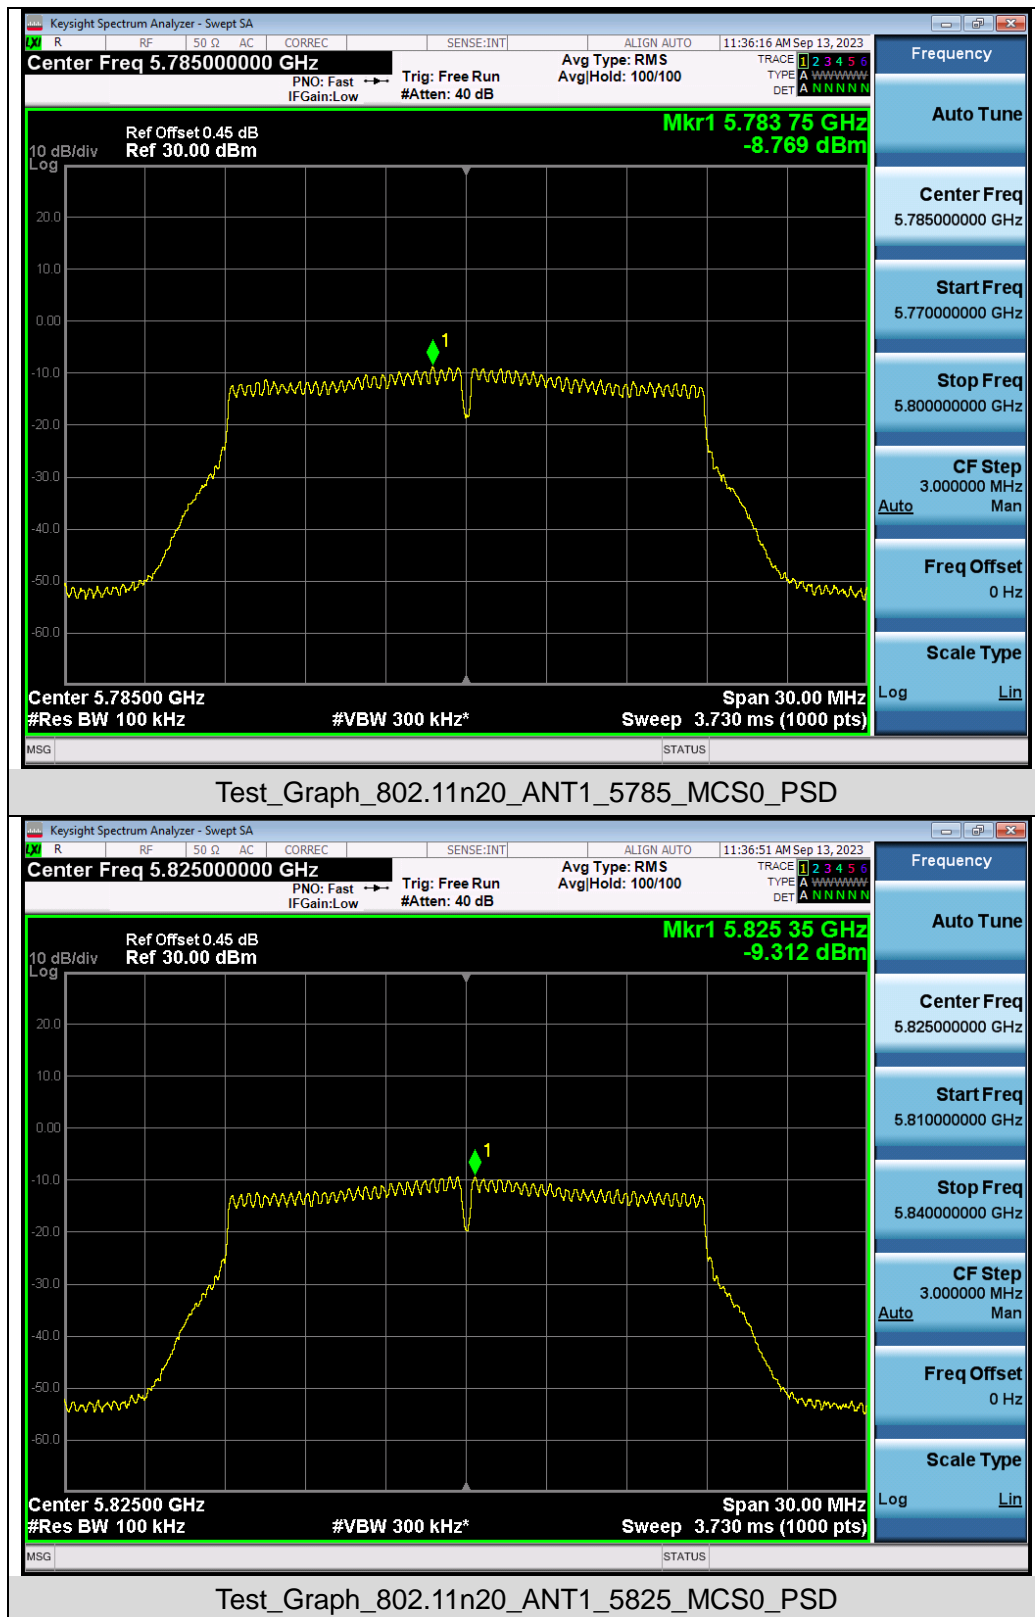 Keysight Spectrum Analyzer - Swept SA
LXI R RF 50 Ω AC CORREC SENSE:INT ALIGN AUTO 11:36:16 AM Sep 13, 2023
Center Freq 5.785000000 GHz
PNO: Fast
IFGain:Low
Trig: Free Run
#Atten: 40 dB
Avg Type: RMS
Avg|Hold: 100/100
TRACE 1 2 3 4 5 6
TYPE A WWWWW
DET A N N N N N
Ref Offset 0.45 dB
Ref 30.00 dBm
Mkr1 5.783 75 GHz
-8.769 dBm
10 dB/div
Log
20.0
10.0
0.00
-10.0
-20.0
-30.0
-40.0
-50.0
-60.0
1
Center 5.78500 GHz
Span 30.00 MHz
#Res BW 100 kHz
#VBW 300 kHz*
Sweep 3.730 ms (1000 pts)
MSG
STATUS
Frequency
Auto Tune
Center Freq
5.785000000 GHz
Start Freq
5.770000000 GHz
Stop Freq
5.800000000 GHz
CF Step
3.000000 MHz
Auto Man
Freq Offset
0 Hz
Scale Type
Log Lin
Test_Graph_802.11n20_ANT1_5785_MCS0_PSD
Keysight Spectrum Analyzer - Swept SA
LXI R RF 50 Ω AC CORREC SENSE:INT ALIGN AUTO 11:36:51 AM Sep 13, 2023
Center Freq 5.825000000 GHz
PNO: Fast
IFGain:Low
Trig: Free Run
#Atten: 40 dB
Avg Type: RMS
Avg|Hold: 100/100
TRACE 1 2 3 4 5 6
TYPE A WWWWW
DET A N N N N N
Ref Offset 0.45 dB
Ref 30.00 dBm
Mkr1 5.825 35 GHz
-9.312 dBm
10 dB/div
Log
20.0
10.0
0.00
-10.0
-20.0
-30.0
-40.0
-50.0
-60.0
1
Center 5.82500 GHz
Span 30.00 MHz
#Res BW 100 kHz
#VBW 300 kHz*
Sweep 3.730 ms (1000 pts)
MSG
STATUS
Frequency
Auto Tune
Center Freq
5.825000000 GHz
Start Freq
5.810000000 GHz
Stop Freq
5.840000000 GHz
CF Step
3.000000 MHz
Auto Man
Freq Offset
0 Hz
Scale Type
Log Lin
Test_Graph_802.11n20_ANT1_5825_MCS0_PSD